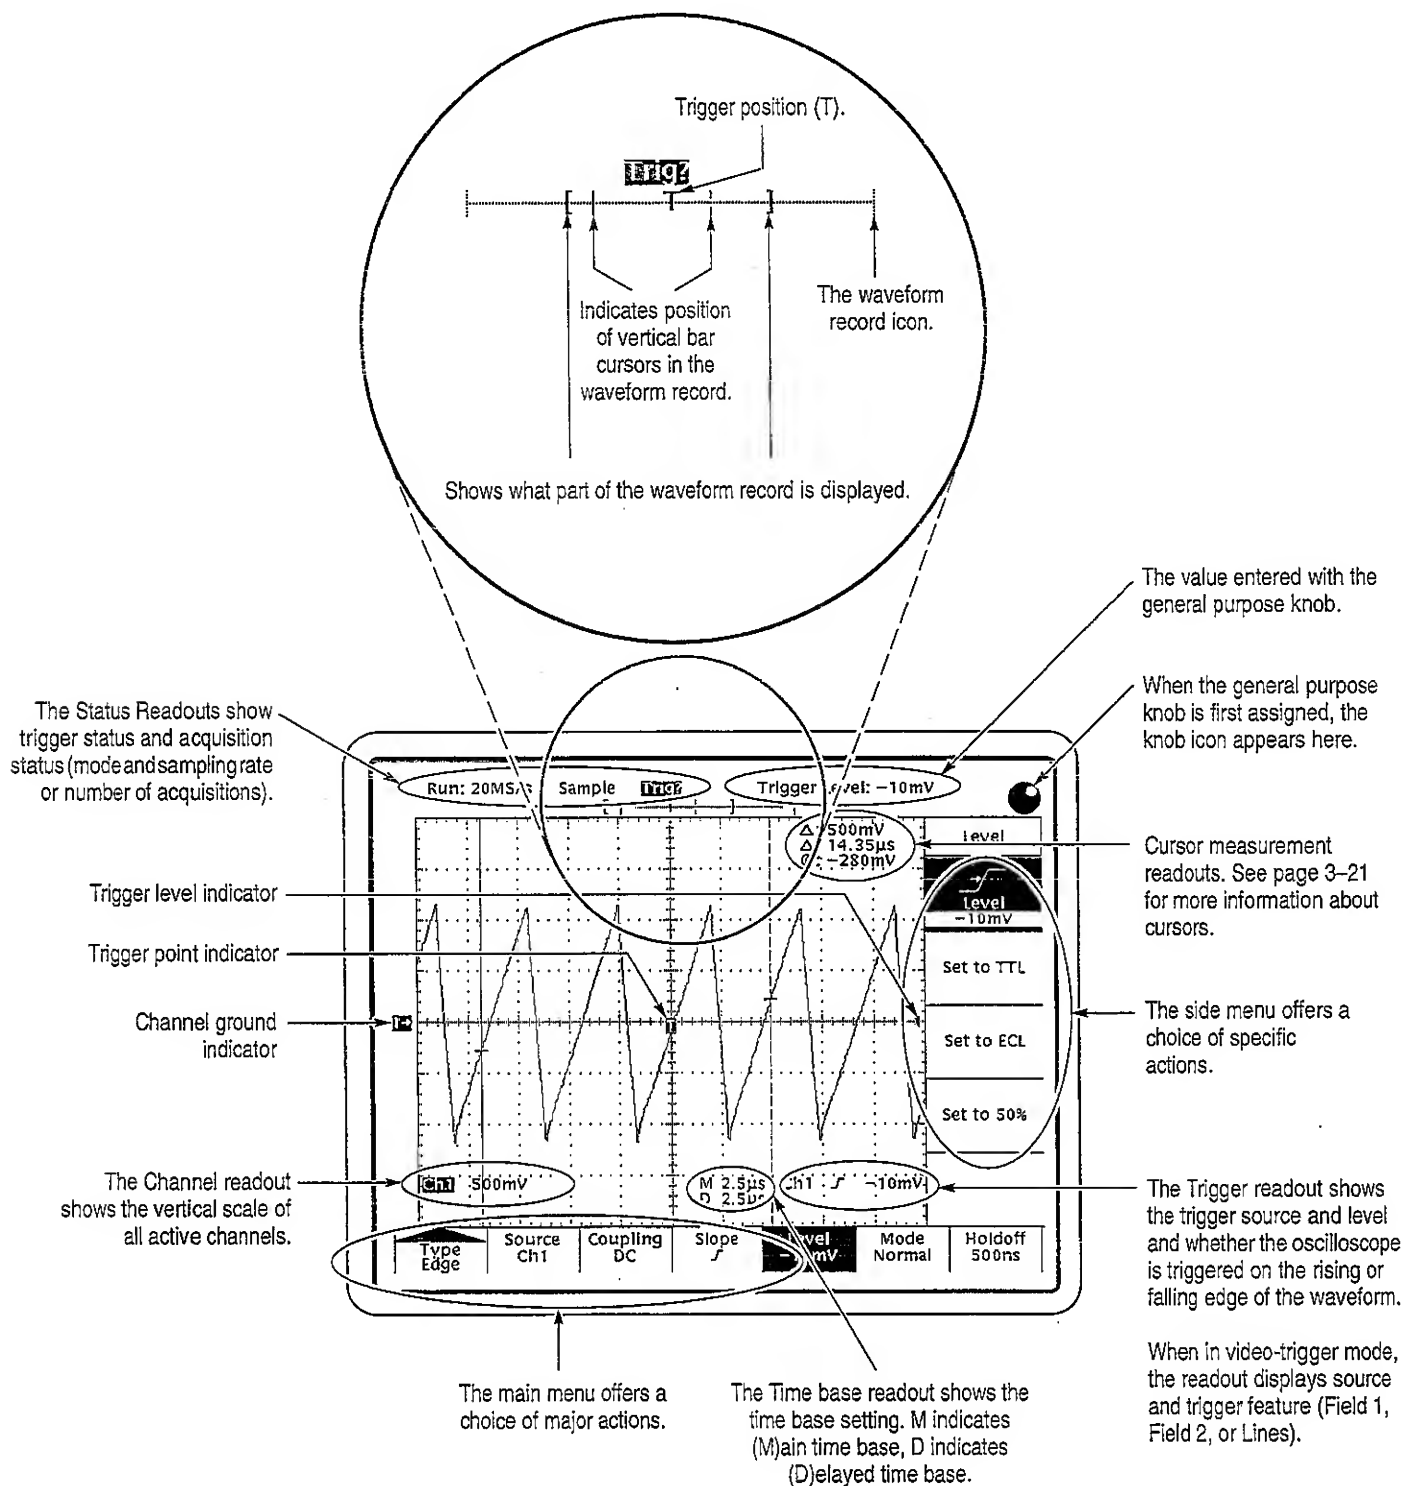 Trigger position (T).
Trig?
Indicates position
of vertical bar
cursors in the
waveform record.
The waveform
record icon.
Shows what part of the waveform record is displayed.
The value entered with the
general purpose knob.
When the general purpose
knob is first assigned, the
knob icon appears here.
The Status Readouts show
trigger status and acquisition
status (mode and sampling rate
or number of acquisitions).
Run: 20MS/s Sample Trig?
Trigger Level: −10mV
Δ: 500mV
Δ: 14.35μs
@: −280mV
Level
Level
−10mV
Set to TTL
Set to ECL
Set to 50%
Cursor measurement
readouts. See page 3–21
for more information about
cursors.
Trigger level indicator
Trigger point indicator
T
Channel ground
indicator
1
The side menu offers a
choice of specific
actions.
The Channel readout
shows the vertical scale of
all active channels.
Ch1 500mV
M 2.5μs
D 2.5μs
Ch1 −10mV
The Trigger readout shows
the trigger source and level
and whether the oscilloscope
is triggered on the rising or
falling edge of the waveform.
When in video-trigger mode,
the readout displays source
and trigger feature (Field 1,
Field 2, or Lines).
Type
Edge
Source
Ch1
Coupling
DC
Slope
Level
−10mV
Mode
Normal
Holdoff
500ns
The main menu offers a
choice of major actions.
The Time base readout shows the
time base setting. M indicates
(M)ain time base, D indicates
(D)elayed time base.